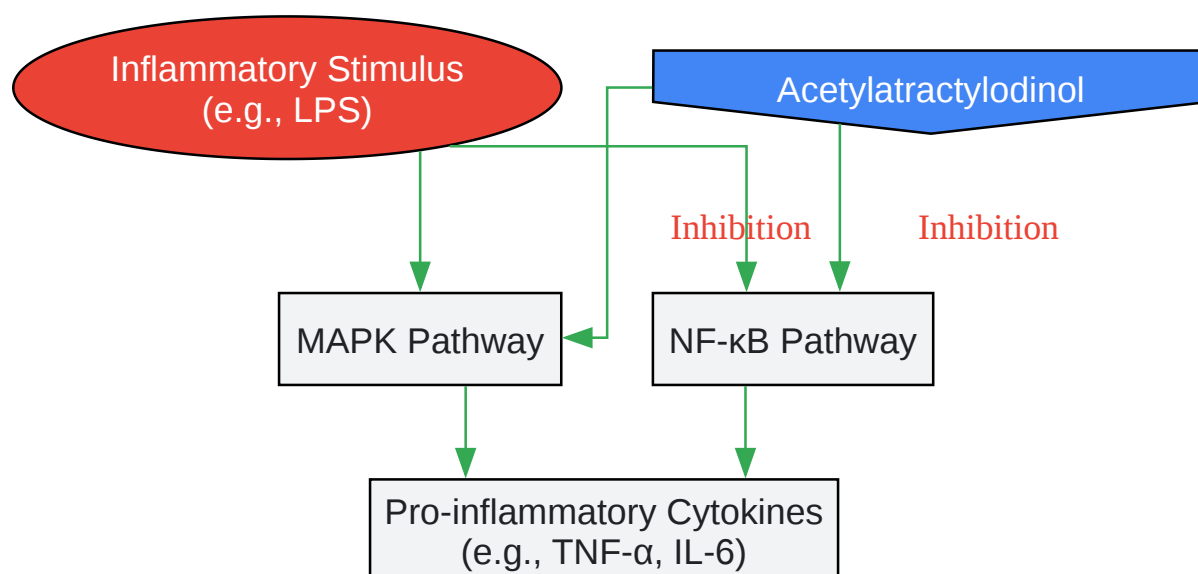 Inflammatory Stimulus
(e.g., LPS)
Acetylatractylodinol
Inhibition
Inhibition
MAPK Pathway
NF-κB Pathway
Pro-inflammatory Cytokines
(e.g., TNF-α, IL-6)